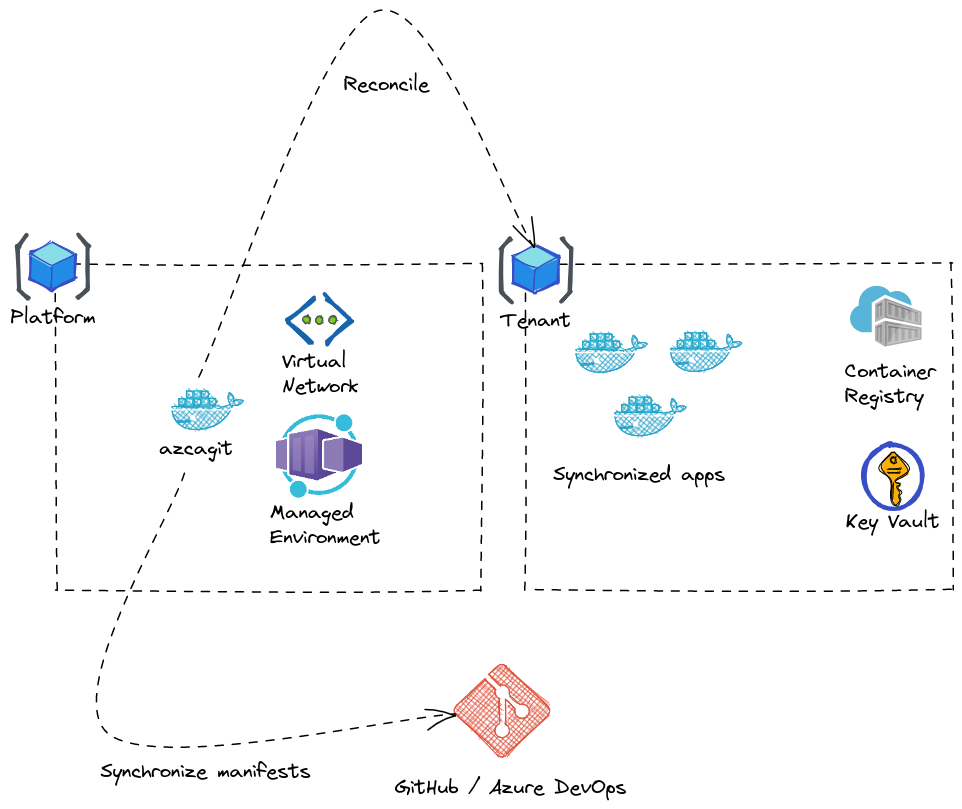 Reconcile
Platform
Tenant
Virtual
Network
azcagit
Managed
Environment
Synchronized apps
Container
Registry
Key Vault
Synchronize manifests
GitHub / Azure DevOps